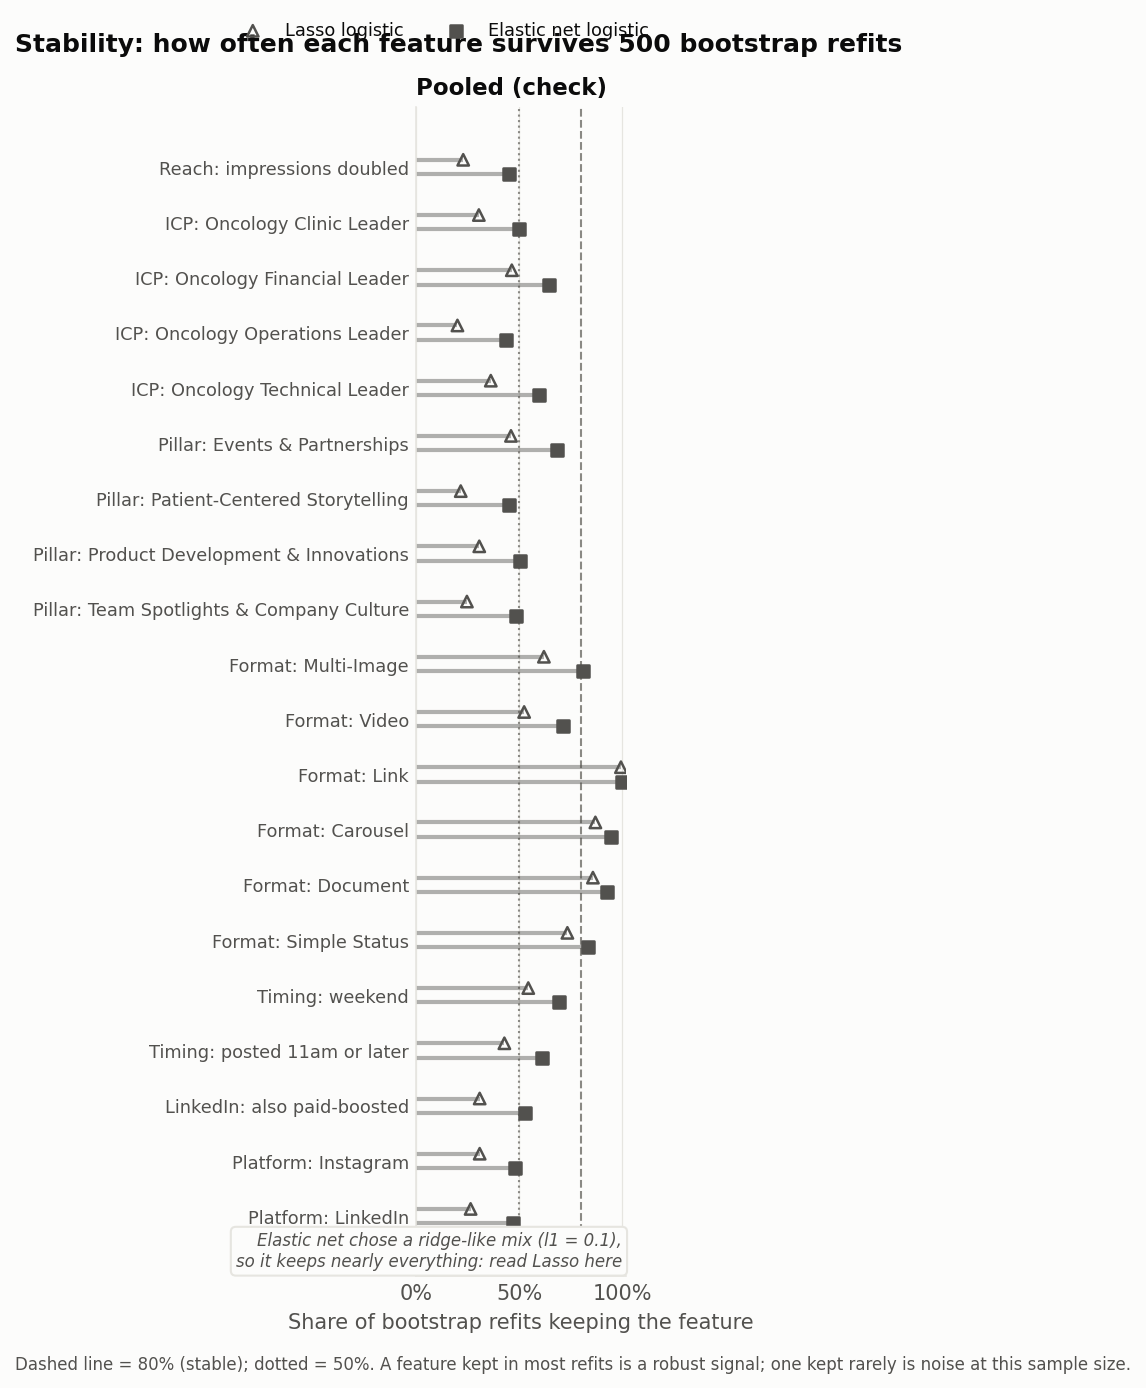 Lasso logistic
Elastic net logistic
Stability: how often each feature survives 500 bootstrap refits
Pooled (check)
Reach: impressions doubled
ICP: Oncology Clinic Leader
ICP: Oncology Financial Leader
ICP: Oncology Operations Leader
ICP: Oncology Technical Leader
Pillar: Events & Partnerships
Pillar: Patient-Centered Storytelling
Pillar: Product Development & Innovations
Pillar: Team Spotlights & Company Culture
Format: Multi-Image
Format: Video
Format: Link
Format: Carousel
Format: Document
Format: Simple Status
Timing: weekend
Timing: posted 11am or later
LinkedIn: also paid-boosted
Platform: Instagram
Platform: LinkedIn
Elastic net chose a ridge-like mix (l1 = 0.1),
so it keeps nearly everything: read Lasso here
0% 50% 100%
Share of bootstrap refits keeping the feature
Dashed line = 80% (stable); dotted = 50%. A feature kept in most refits is a robust signal; one kept rarely is noise at this sample size.